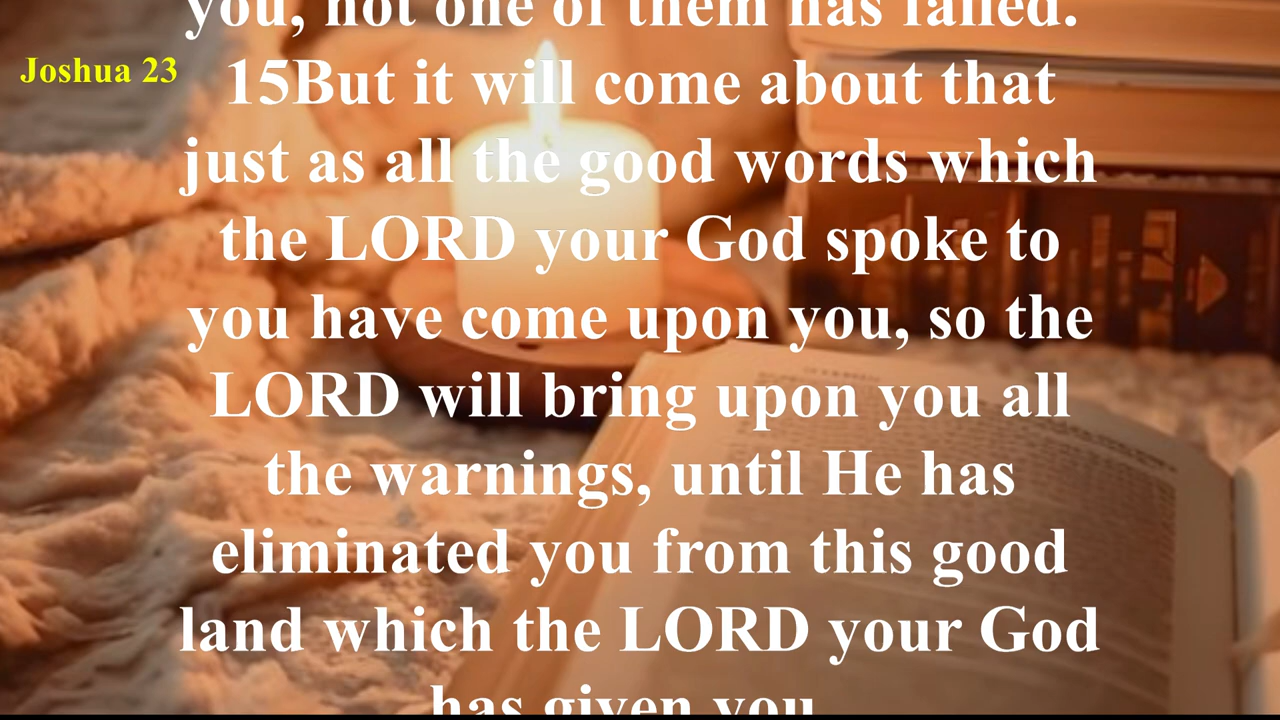 you, not one of them has failed.
Joshua 23
15But it will come about that
just as all the good words which
the LORD your God spoke to
you have come upon you, so the
LORD will bring upon you all
the warnings, until He has
eliminated you from this good
land which the LORD your God
has given you